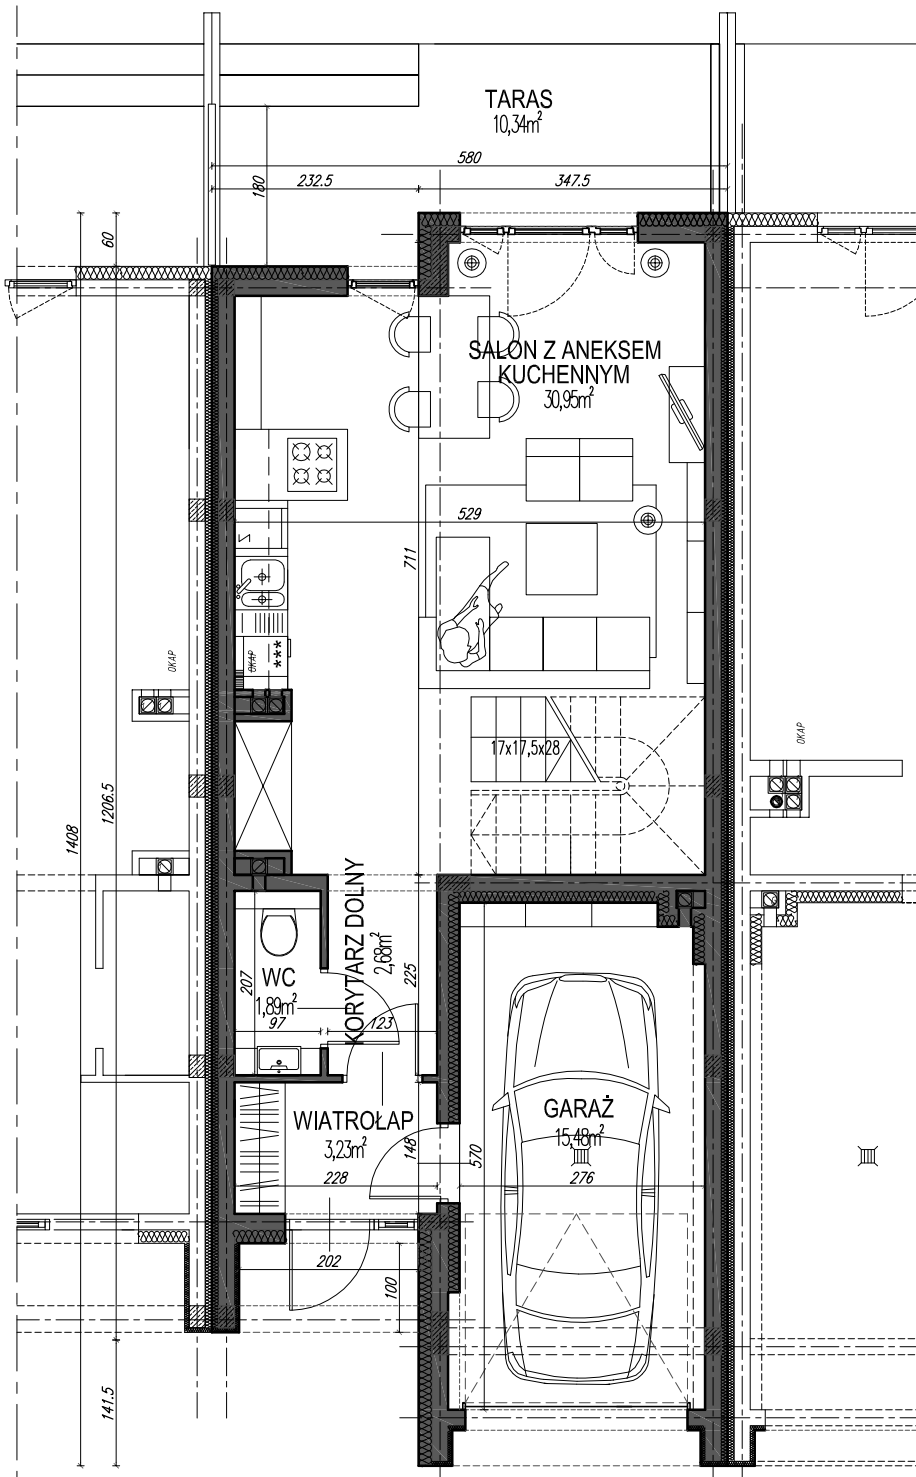 TARAS
10,34m²
580
232.5
347.5
180
60
SALON Z ANEKSEM
KUCHENNYM
30,95m²
529
711
OKAP
OKAP
***
OKAP
17x17,5x28
1408
1206.5
KORYTARZ DOLNY
2,68m²
225
207
WC
1,89m²
97
123
WIATROŁAP
3,23m²
148
228
GARAŻ
15,48m²
570
276
202
100
141.5